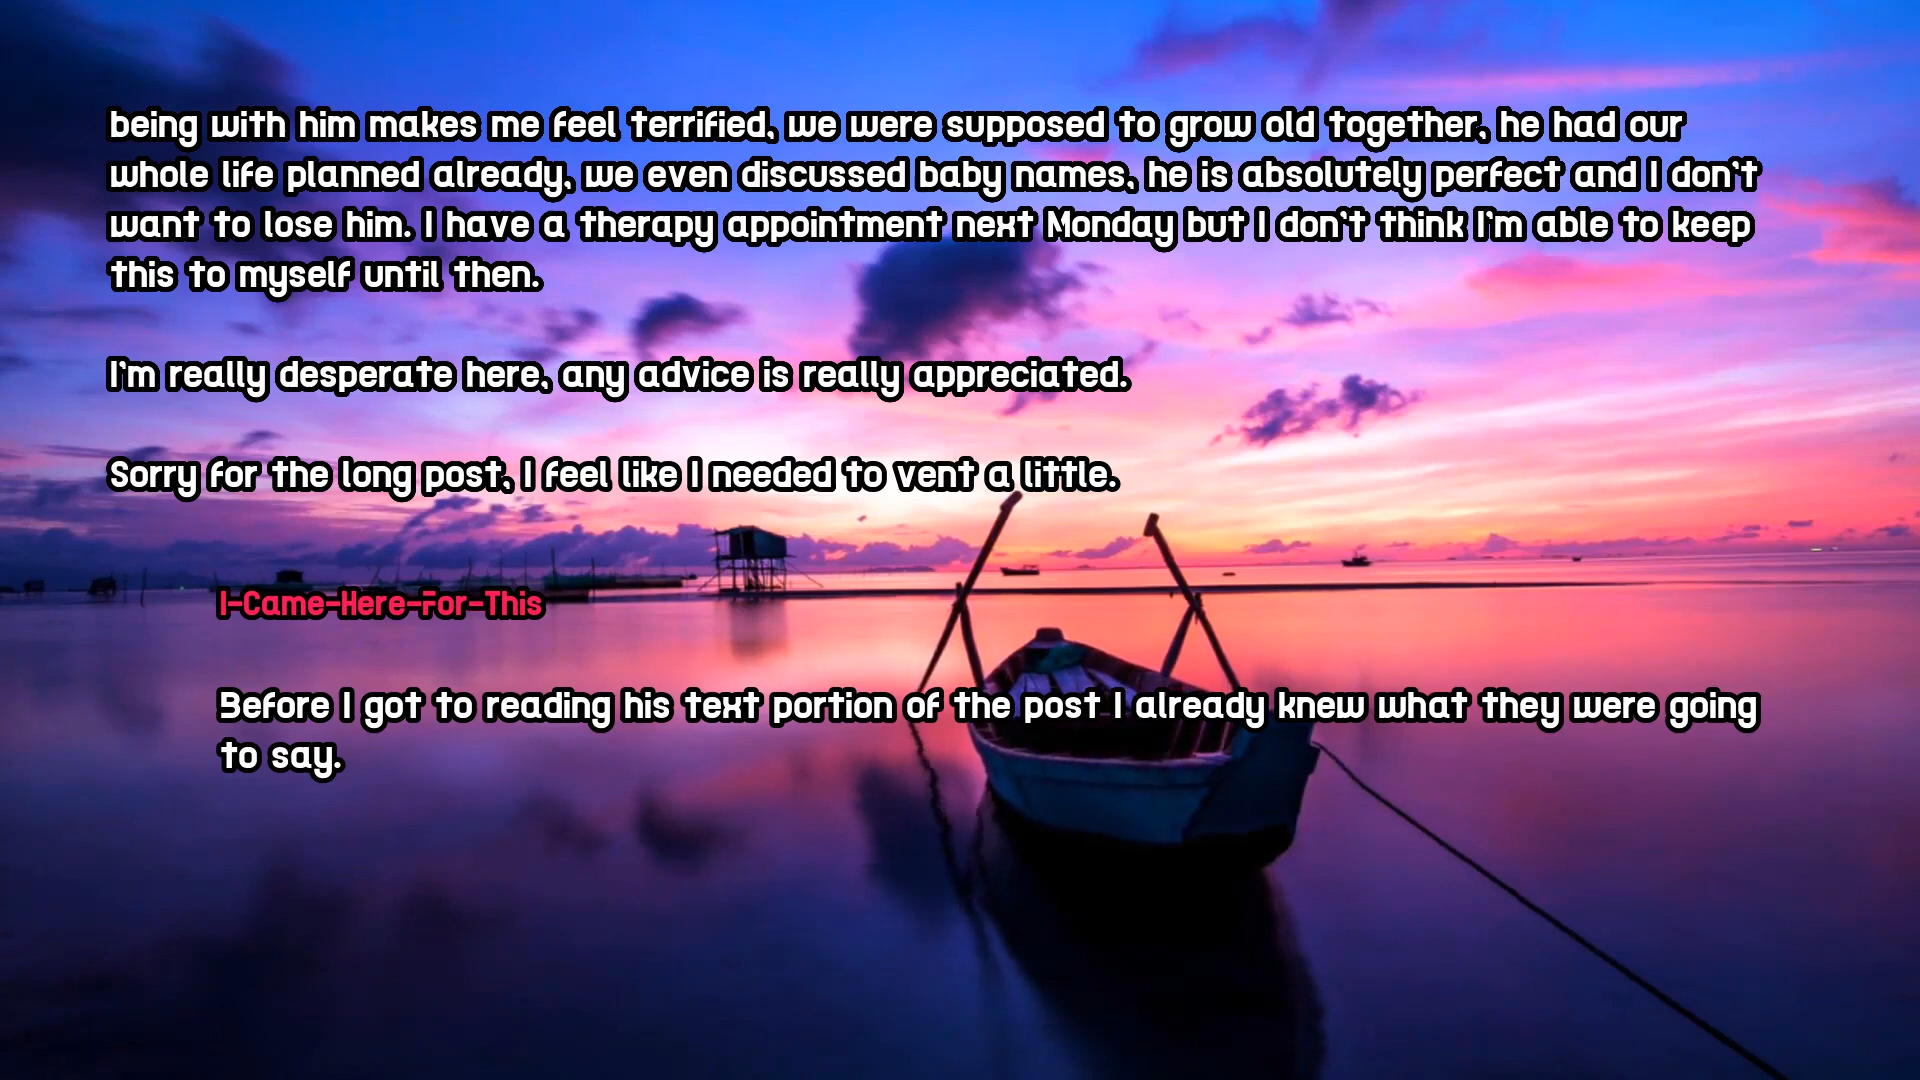 being with him makes me feel terrified, we were supposed to grow old together, he had our
whole life planned already, we even discussed baby names, he is absolutely perfect and I don't
want to lose him. I have a therapy appointment next Monday but I don't think I'm able to keep
this to myself until then.
I'm really desperate here, any advice is really appreciated.
Sorry for the long post, I feel like I needed to vent a little.
I-Came-Here-For-This
Before I got to reading his text portion of the post I already knew what they were going
to say.